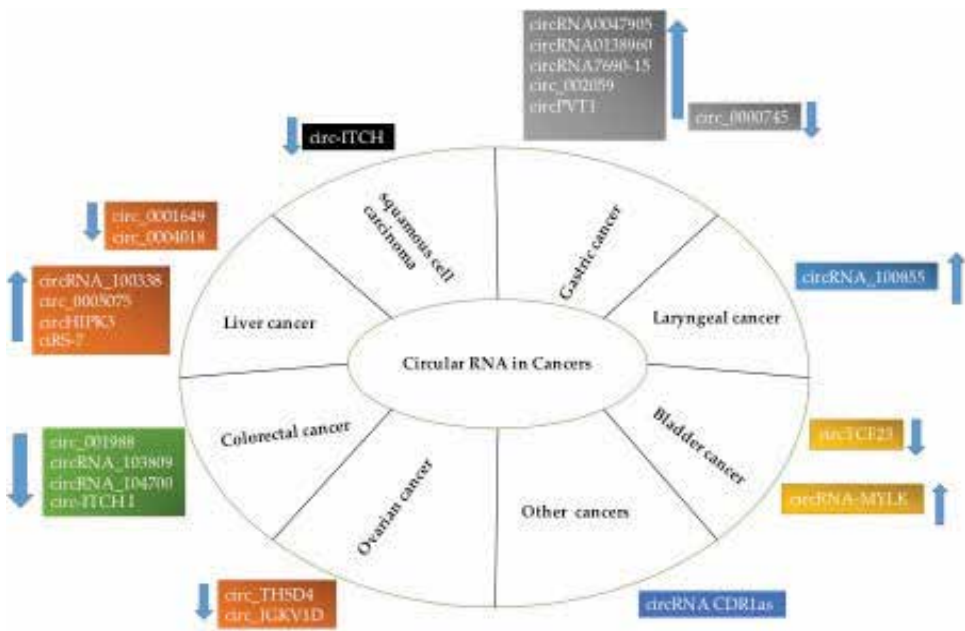 circRNA0047905
circRNA0138960
circRNA7690-15
circ_002059
circPVT1
circ_0000745
circ-ITCH
circ_0001649
circ_0004018
squamous cell
carcinoma
Gastric cancer
circRNA_100338
circ_0005075
circHIPK3
ciRS-7
Liver cancer
Laryngeal cancer
circRNA_100855
Circular RNA in Cancers
circ_001988
circRNA_103809
circRNA_104700
circ-ITCH I
Colorectal cancer
Bladder cancer
circRNA-MYLK
Ovarian cancer
Other cancers
circ_THSD4
circ_IGKV1D
circRNA CDR1as